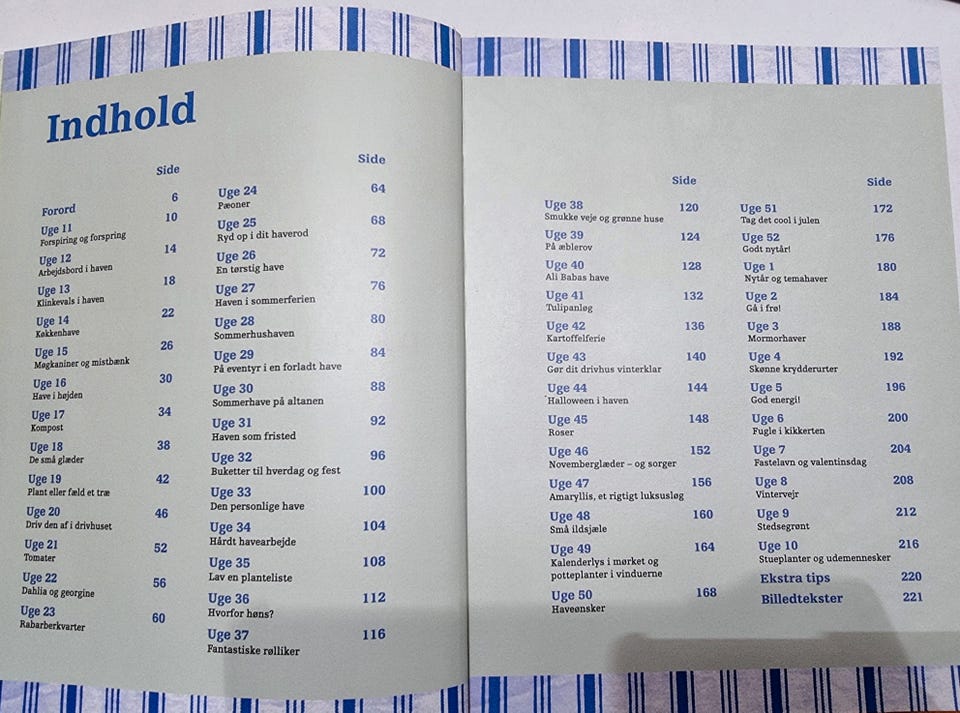 Indhold
Side
Forord 6
Uge 11 10
Forspiring og forspring
Uge 12 14
Arbejdsbord i haven
Uge 13 18
Klinkevals i haven
Uge 14 22
Køkkenhave
Uge 15 26
Møgkaniner og mistbænk
Uge 16 30
Have i højden
Uge 17 34
Kompost
Uge 18 38
De små glæder
Uge 19 42
Plant eller fæld et træ
Uge 20 46
Driv den af i drivhuset
Uge 21 52
Tomater
Uge 22 56
Dahlia og georgine
Uge 23 60
Rabarberkvarter
Side
Uge 24 64
Pæoner
Uge 25 68
Ryd op i dit haverod
Uge 26 72
En tørstig have
Uge 27 76
Haven i sommerferien
Uge 28 80
Sommerhushaven
Uge 29 84
På eventyr i en forladt have
Uge 30 88
Sommerhave på altanen
Uge 31 92
Haven som fristed
Uge 32 96
Buketter til hverdag og fest
Uge 33 100
Den personlige have
Uge 34 104
Hårdt havearbejde
Uge 35 108
Lav en planteliste
Uge 36 112
Hvorfor høns?
Uge 37 116
Fantastiske rølliker
Side
Uge 38 120
Smukke veje og grønne huse
Uge 39 124
På æblerov
Uge 40 128
Ali Babas have
Uge 41 132
Tulipanløg
Uge 42 136
Kartoffelferie
Uge 43 140
Gør dit drivhus vinterklar
Uge 44 144
Halloween i haven
Uge 45 148
Roser
Uge 46 152
Novemberglæder – og sorger
Uge 47 156
Amaryllis, et rigtigt luksusløg
Uge 48 160
Små ildsjæle
Uge 49 164
Kalenderlys i mørket og
potteplanter i vinduerne
Uge 50 168
Haveønsker
Side
Uge 51 172
Tag det cool i julen
Uge 52 176
Godt nytår!
Uge 1 180
Nytår og temahaver
Uge 2 184
Gå i frø!
Uge 3 188
Mormorhaver
Uge 4 192
Skønne krydderurter
Uge 5 196
God energi!
Uge 6 200
Fugle i kikkerten
Uge 7 204
Fastelavn og valentinsdag
Uge 8 208
Vintervejr
Uge 9 212
Stedsegrønt
Uge 10 216
Stueplanter og udemennesker
Ekstra tips 220
Billedtekster 221